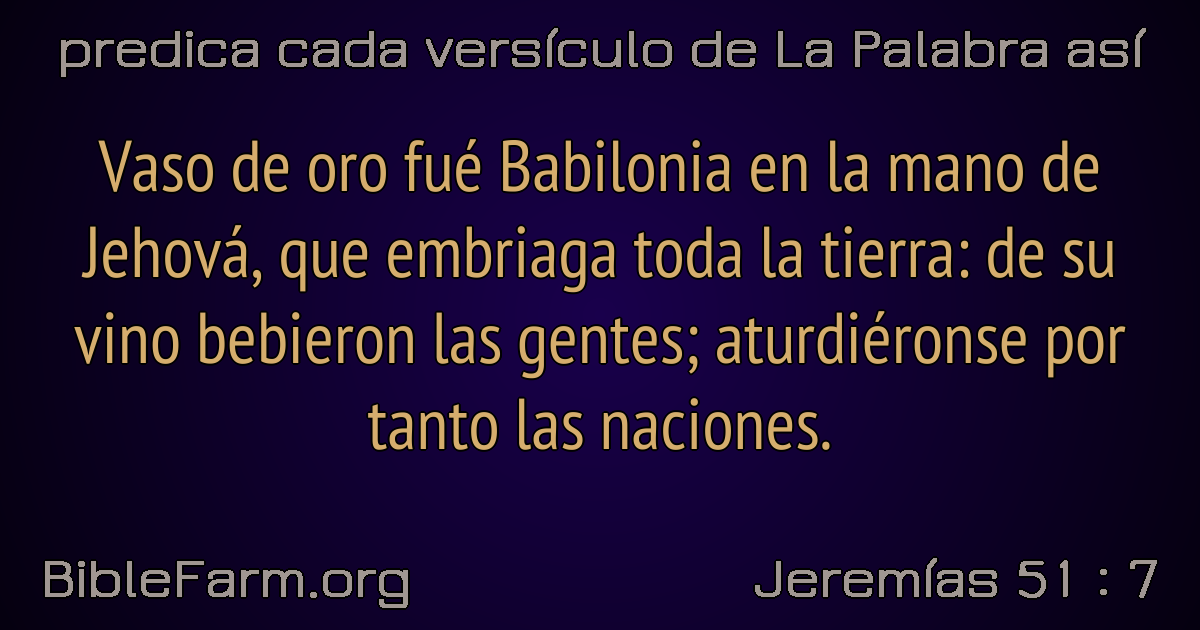 predica cada versículo de La Palabra así
Vaso de oro fué Babilonia en la mano de
Jehová, que embriaga toda la tierra: de su
vino bebieron las gentes; aturdiéronse por
tanto las naciones.
BibleFarm.org
Jeremías 51 : 7